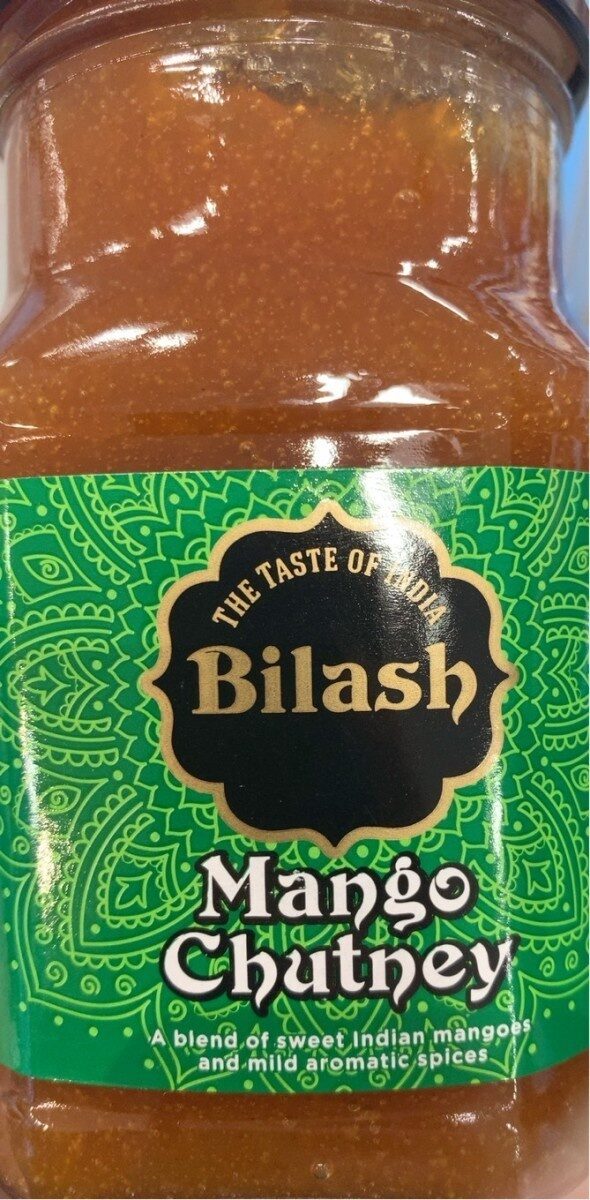 THE TASTE OF INDIA
Bilash
Mango
Chutney
A blend of sweet Indian mangoes
and mild aromatic spices